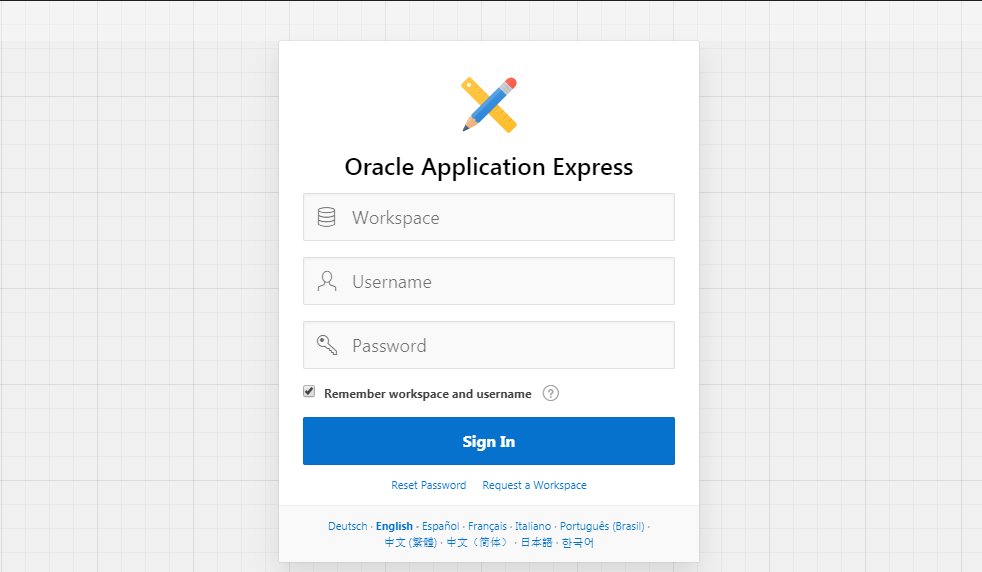 Oracle Application Express
Workspace
Username
Password
Remember workspace and username ?
Sign In
Reset Password Request a Workspace
Deutsch · English · Español · Français · Italiano · Português (Brasil) ·
中文 (繁體) · 中文（简体） · 日本語 · 한국어